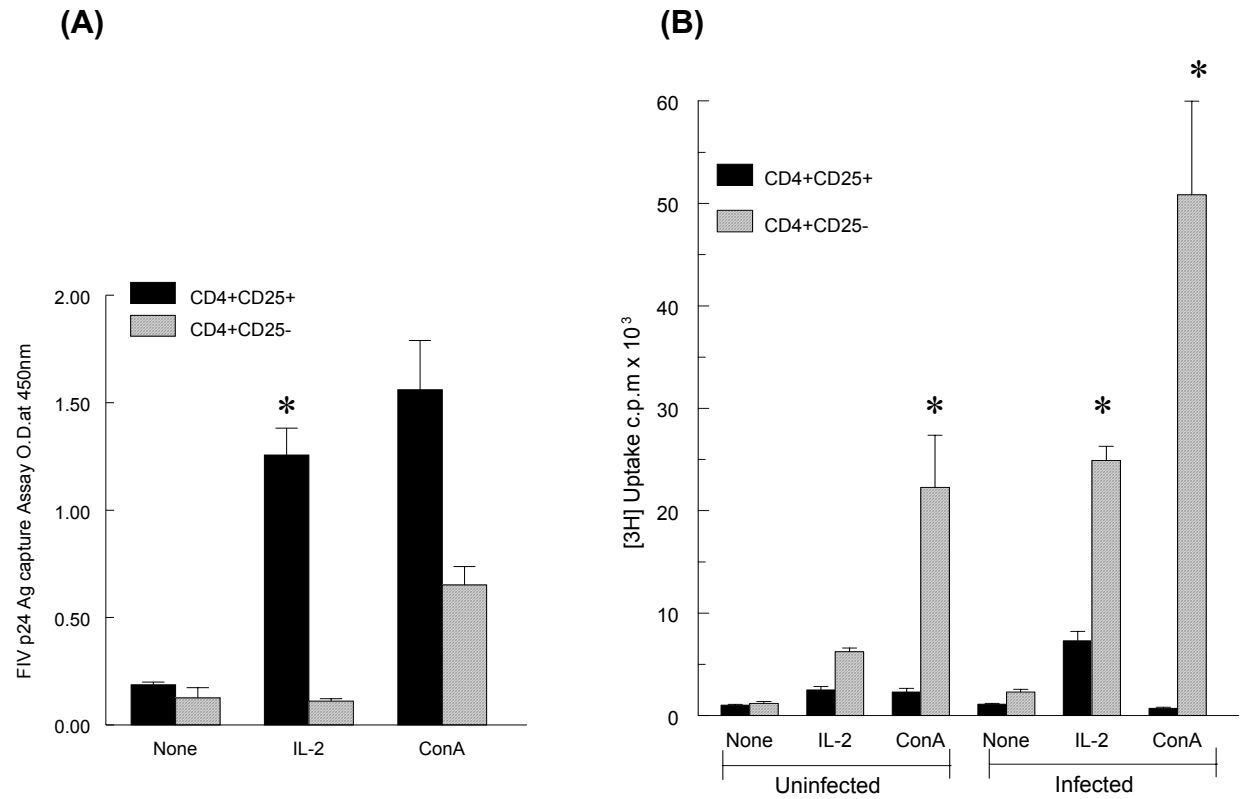 (A)
FIV p24 Ag capture Assay O.D.at 450nm
2.00
1.50
1.00
0.50
0.00
CD4+CD25+
CD4+CD25-
*
None IL-2 ConA
(B)
[3H] Uptake c.p.m x 10³
60
50
40
30
20
10
0
CD4+CD25+
CD4+CD25-
*
*
*
None IL-2 ConA None IL-2 ConA
Uninfected Infected